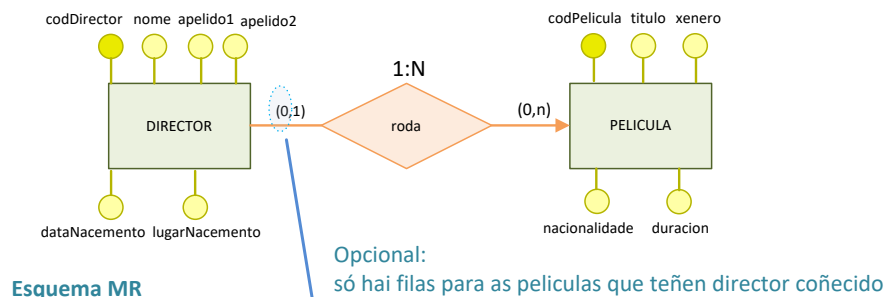 codDirector nome apelido1 apelido2
codPelicula titulo xenero
1:N
(0,1)
(0,n)
DIRECTOR
roda
PELICULA
dataNacemento lugarNacemento
nacionalidade duracion
Opcional:
só hai filas para as peliculas que teñen director coñecido
Esquema MR